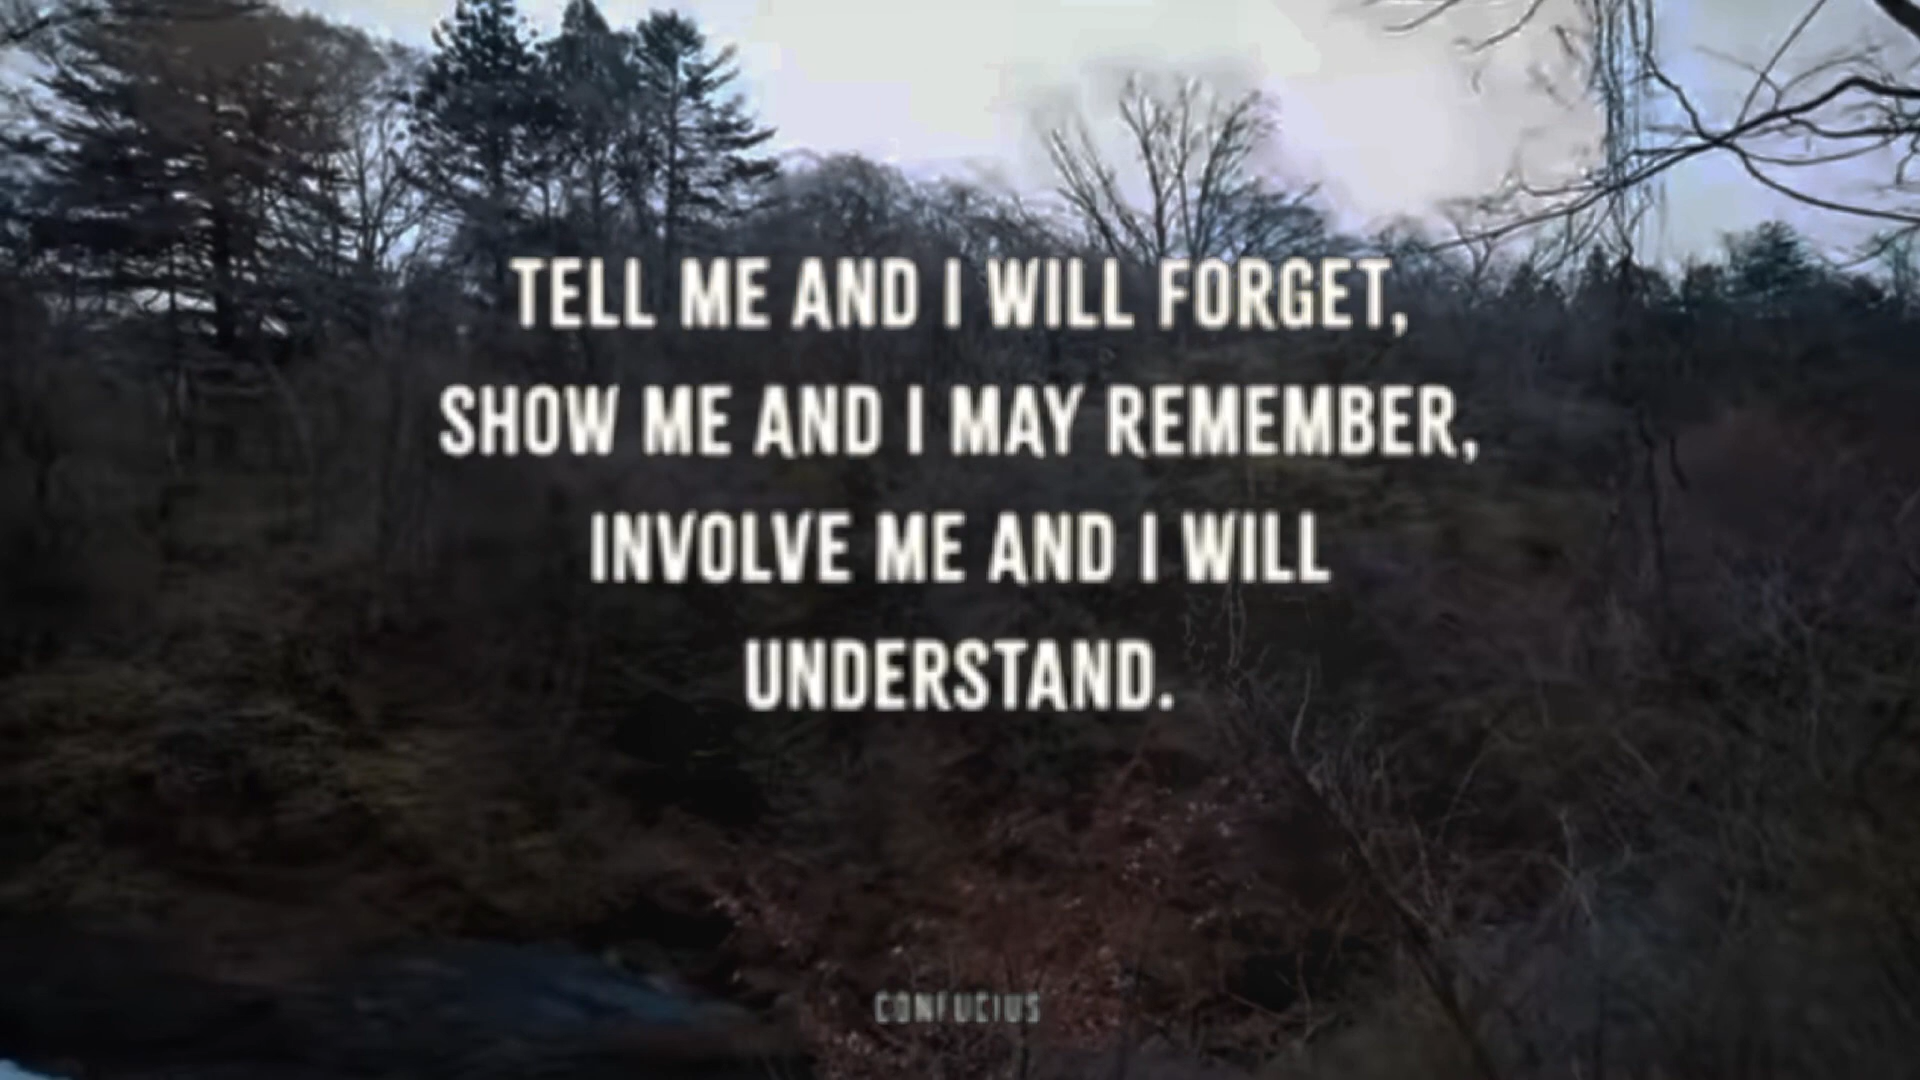 TELL ME AND I WILL FORGET,
SHOW ME AND I MAY REMEMBER,
INVOLVE ME AND I WILL
UNDERSTAND.
CONFUCIUS